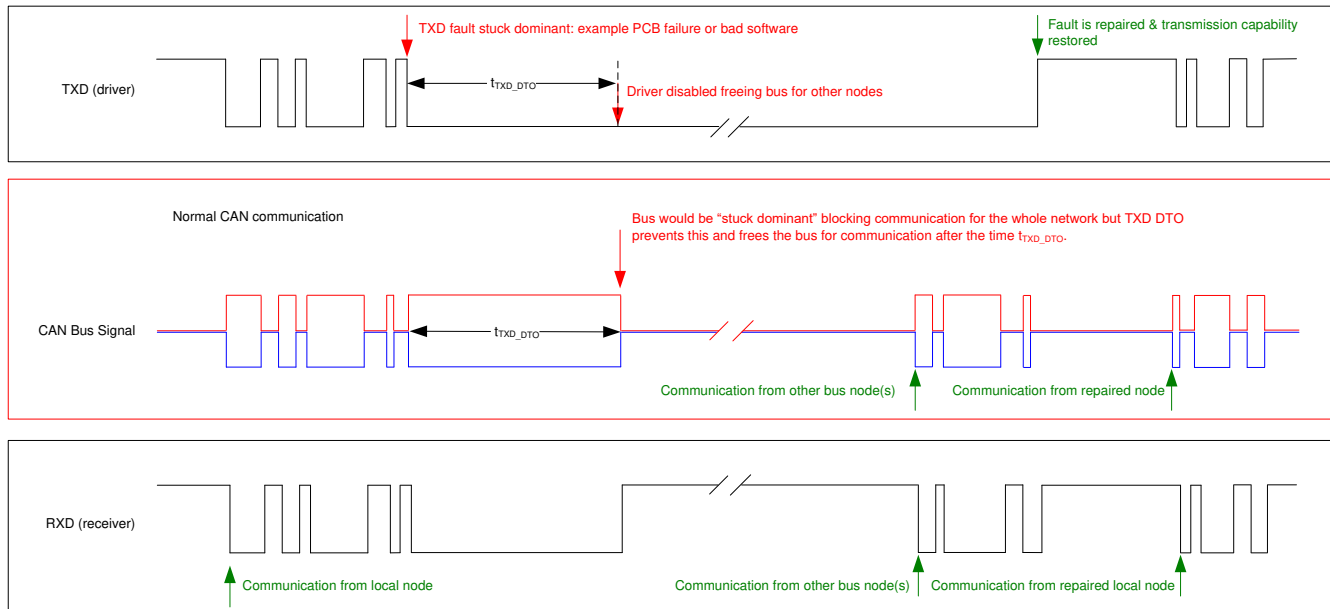 TXD fault stuck dominant: example PCB failure or bad software
Fault is repaired & transmission capability
restored
TXD (driver)
tTXD_DTO
Driver disabled freeing bus for other nodes
Normal CAN communication
Bus would be “stuck dominant” blocking communication for the whole network but TXD DTO
prevents this and frees the bus for communication after the time tTXD_DTO.
CAN Bus Signal
tTXD_DTO
Communication from other bus node(s)
Communication from repaired node
RXD (receiver)
Communication from local node
Communication from other bus node(s)
Communication from repaired local node